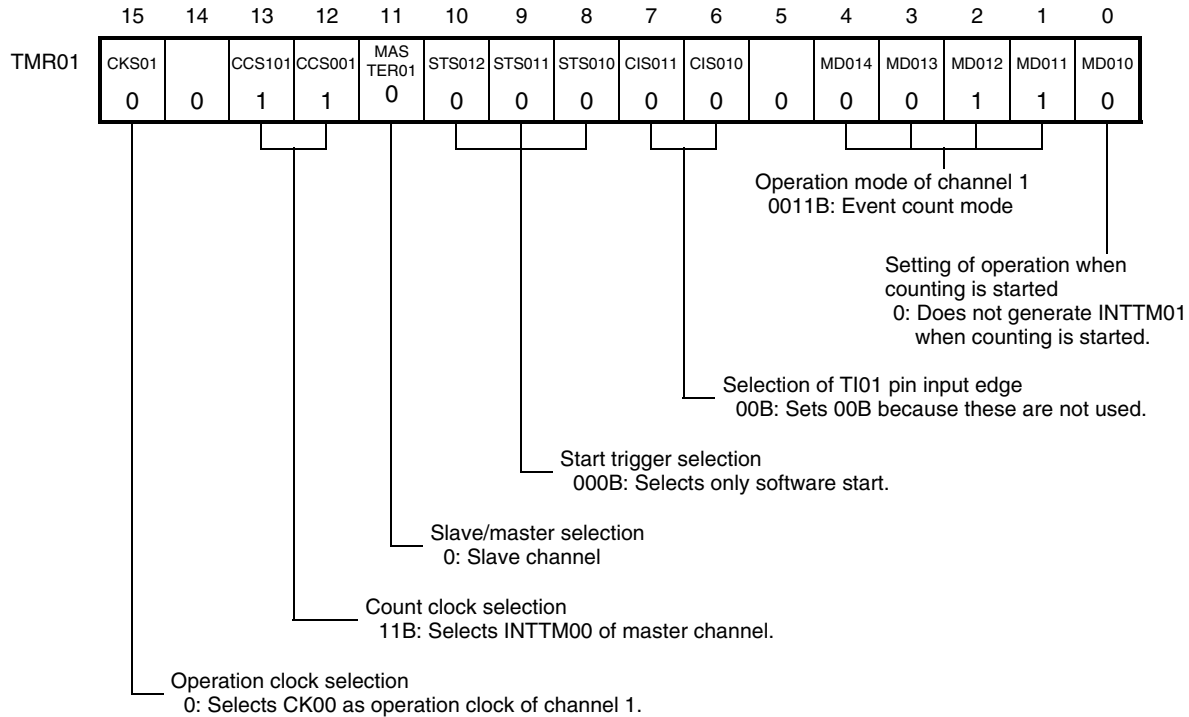 15 14 13 12 11 10 9 8 7 6 5 4 3 2 1 0
TMR01 CKS01 CCS101 CCS001 MAS TER01 STS012 STS011 STS010 CIS011 CIS010 MD014 MD013 MD012 MD011 MD010
0 0 1 1 0 0 0 0 0 0 0 0 0 1 1 0
Operation mode of channel 1
0011B: Event count mode
Setting of operation when
counting is started
0: Does not generate INTTM01
when counting is started.
Selection of TI01 pin input edge
00B: Sets 00B because these are not used.
Start trigger selection
000B: Selects only software start.
Slave/master selection
0: Slave channel
Count clock selection
11B: Selects INTTM00 of master channel.
Operation clock selection
0: Selects CK00 as operation clock of channel 1.